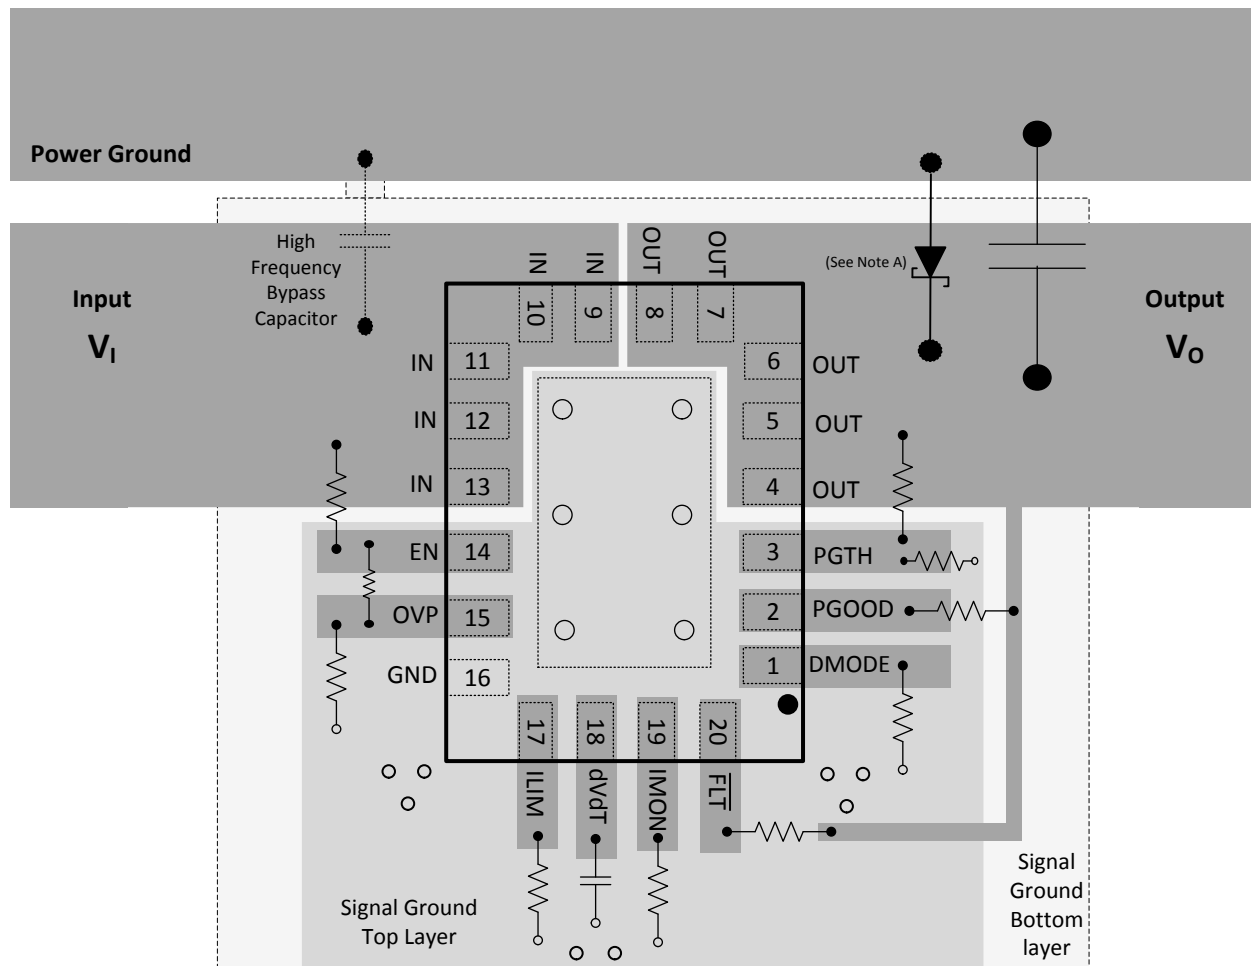 Power Ground
High
Frequency
Bypass
Capacitor
Input
V_I
(See Note A)
Output
V_O
IN
IN
OUT
OUT
10
9
8
7
IN
11
6
OUT
IN
12
5
OUT
IN
13
4
OUT
EN
14
3
PGTH
OVP
15
2
PGOOD
GND
16
1
DMODE
17
18
19
20
ILIM
dVdT
IMON
FLT
Signal Ground
Top Layer
Signal
Ground
Bottom
layer